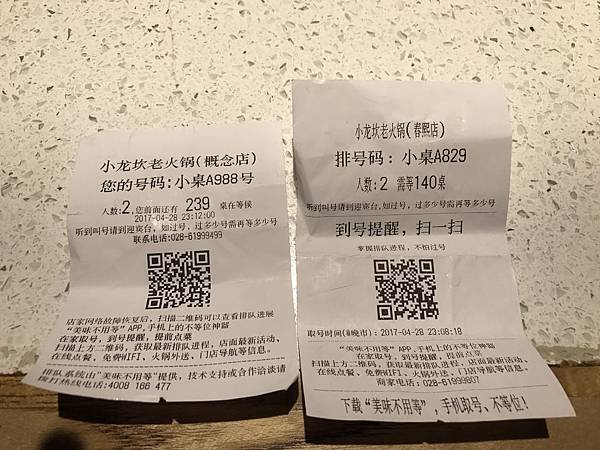 小龙坎老火锅(概念店)
您的号码:小桌A988号
人数:2,您前面还有 239 桌在等候
2017-04-28 23:12:00
听到叫号请到迎宾台，如过号，过多少号需再等多少号
联系电话:028-61999499
店家网络故障恢复后，扫描二维码可以查看排队进展
“美味不用等”APP,手机上的不等位神器
在家取号，到号提醒，提前点菜
扫描上方二维码，获取最新排队进程，店面最新活动，
在线点餐、免费WIFI、火锅外送、门店导航等信息。
排队系统由“美味不用等”提供，技术支持或合作洽谈请
拨打热线电话:4008 166 477
小龙坎老火锅(春熙店)
排号码：小桌A829
人数:2 需等140桌
听到叫号请到迎宾台,如过号，过多少号需再等多少号
到号提醒，扫一扫
掌握排队进程，不怕过号
取号时间(W晚市)：2017-04-28 23:08:18
“美味不用等”APP,手机上的不等位神器
在家取号，到号提醒，提前点菜
扫描上方二维码，获取最新排队进程，店面最新活动，
在线点餐、免费WIFI、火锅外送、门店导航等信息。
商家电话:028-61999807
下载“美味不用等”，手机取号、不等位！